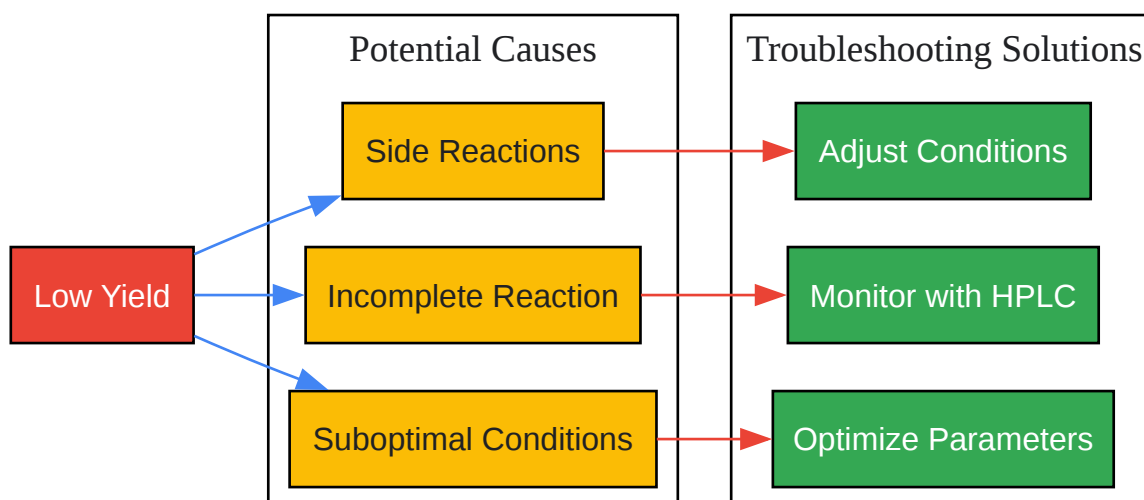 Potential Causes
Troubleshooting Solutions
Side Reactions
Adjust Conditions
Low Yield
Incomplete Reaction
Monitor with HPLC
Suboptimal Conditions
Optimize Parameters